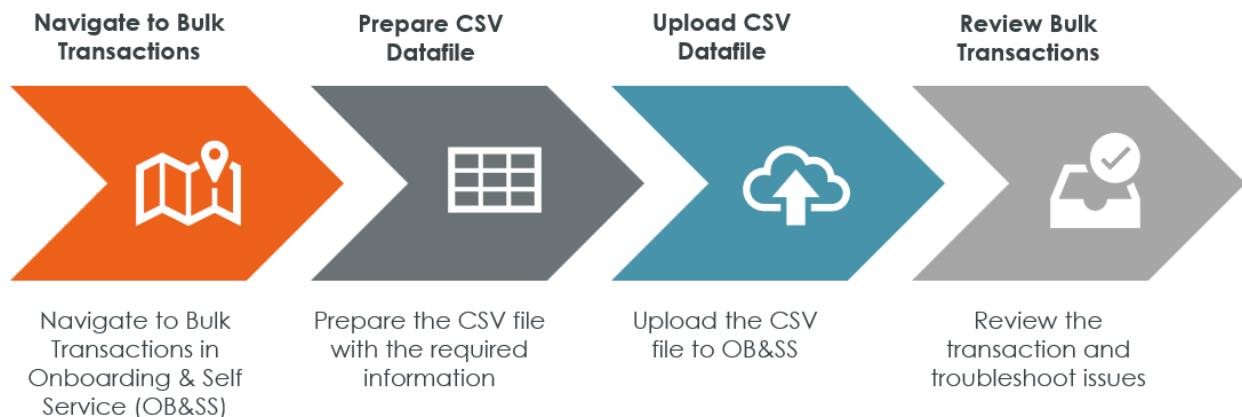 Navigate to Bulk
Transactions
Prepare CSV
Datafile
Upload CSV
Datafile
Review Bulk
Transactions
Navigate to Bulk
Transactions in
Onboarding & Self
Service (OB&SS)
Prepare the CSV file
with the required
information
Upload the CSV
file to OB&SS
Review the
transaction and
troubleshoot issues